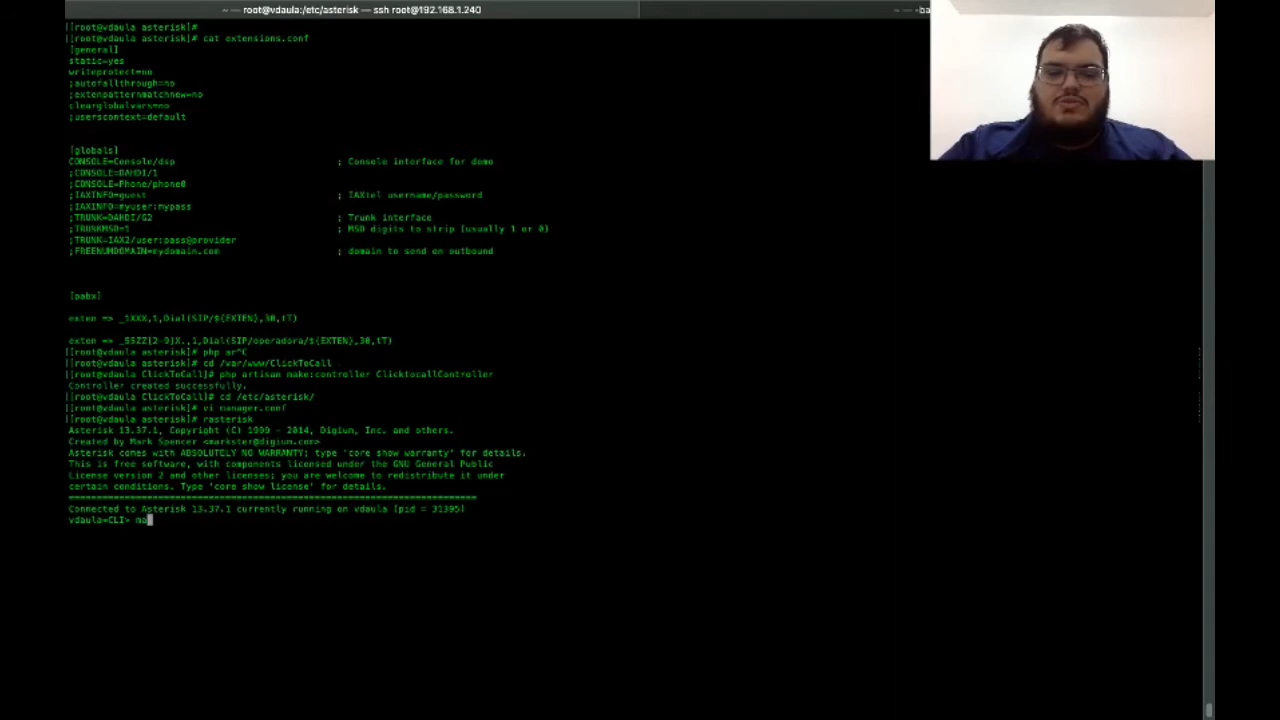 ~ — root@vdaula:/etc/asterisk — ssh root@192.168.1.240
~ — -ba
[[root@vdaula asterisk]#
[[root@vdaula asterisk]# cat extensions.conf
[general]
static=yes
writeprotect=no
;autofallthrough=no
;extenpatternmatchnew=no
clearglobalvars=no
;userscontext=default
[globals]
CONSOLE=Console/dsp ; Console interface for demo
;CONSOLE=DAHDI/1
;CONSOLE=Phone/phone0
;IAXINFO=guest ; IAXtel username/password
;IAXINFO=myuser:mypass
;TRUNK=DAHDI/G2 ; Trunk interface
;TRUNKMSD=1 ; MSD digits to strip (usually 1 or 0)
;TRUNK=IAX2/user:pass@provider
;FREENUMDOMAIN=mydomain.com ; domain to send on outbound
[pabx]
exten => _1XXX,1,Dial(SIP/${EXTEN},30,tT)
exten => _55ZZ[2-9]X.,1,Dial(SIP/operadora/${EXTEN},30,tT)
[[root@vdaula asterisk]# php ar^C
[[root@vdaula asterisk]# cd /var/www/ClickToCall
[[root@vdaula ClickToCall]# php artisan make:controller ClicktocallController
Controller created successfully.
[[root@vdaula ClickToCall]# cd /etc/asterisk/
[[root@vdaula asterisk]# vi manager.conf
[[root@vdaula asterisk]# rasterisk
Asterisk 13.37.1, Copyright (C) 1999 - 2014, Digium, Inc. and others.
Created by Mark Spencer <markster@digium.com>
Asterisk comes with ABSOLUTELY NO WARRANTY; type 'core show warranty' for details.
This is free software, with components licensed under the GNU General Public
License version 2 and other licenses; you are welcome to redistribute it under
certain conditions. Type 'core show license' for details.
=========================================================================
Connected to Asterisk 13.37.1 currently running on vdaula (pid = 31395)
vdaula*CLI> ma